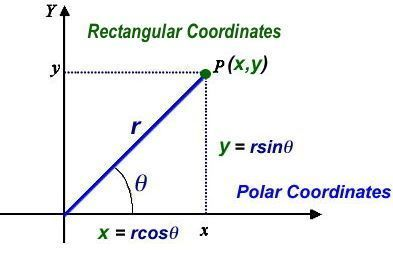 Y
Rectangular Coordinates
y
P(x,y)
r
y = rsinθ
θ
Polar Coordinates
x = rcosθ
x